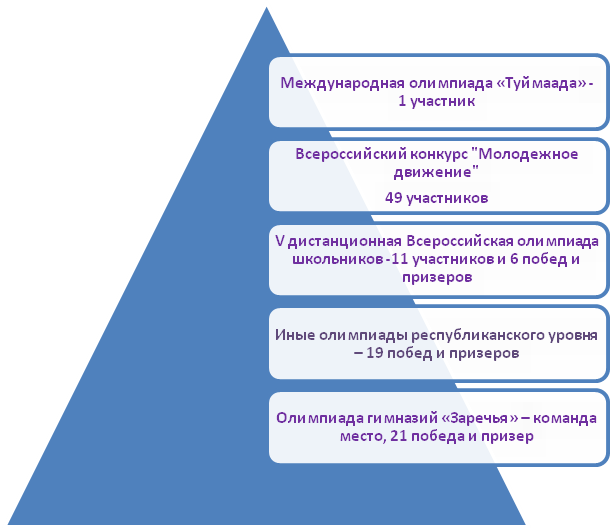 Международная олимпиада «Туймаада» -
1 участник
Всероссийский конкурс "Молодежное
движение"
49 участников
V дистанционная Всероссийская олимпиада
школьников -11 участников и 6 побед и
призеров
Иные олимпиады республиканского уровня
– 19 побед и призеров
Олимпиада гимназий «Заречья» – команда
место, 21 победа и призер